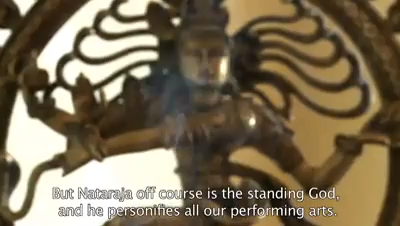 But Nataraja off course is the standing God,
and he personifies all our performing arts.